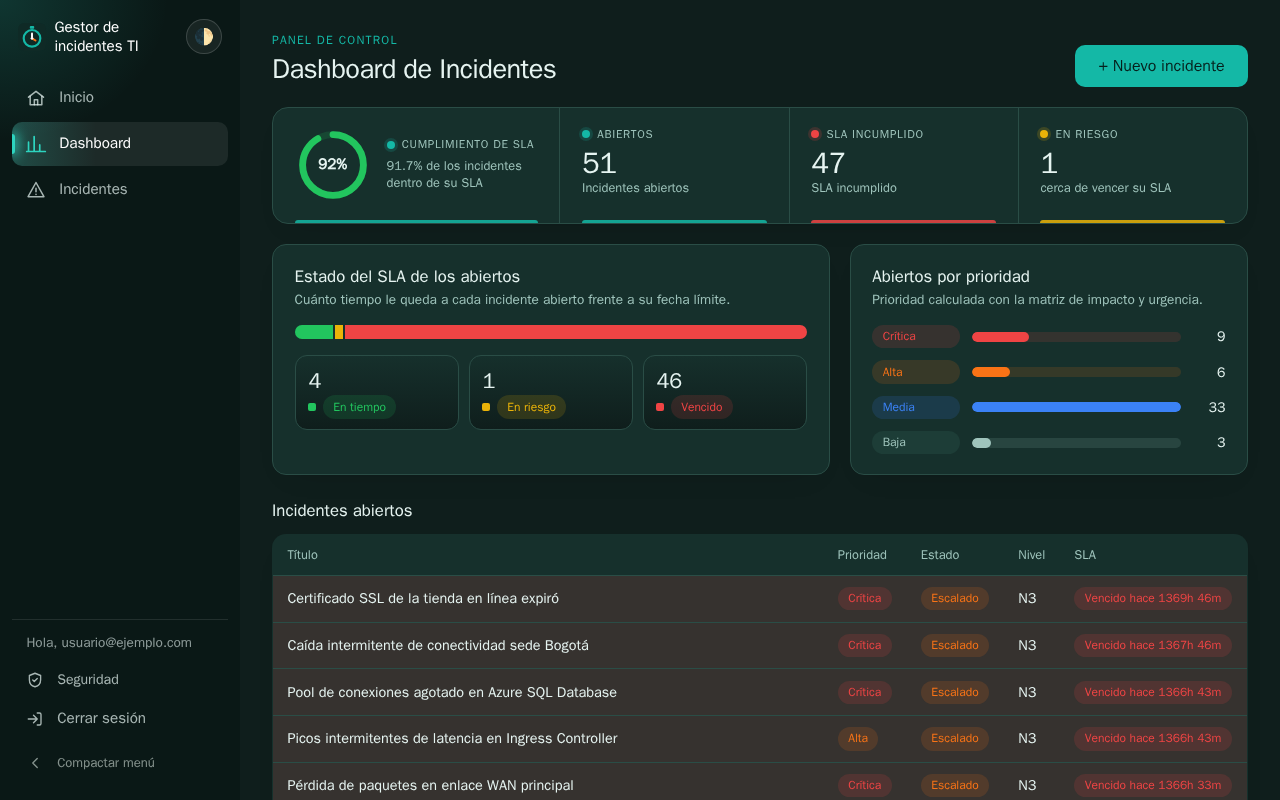 Gestor de
incidentes TI
Inicio
Dashboard
Incidentes
Hola, usuario@ejemplo.com
Seguridad
Cerrar sesión
Compactar menú
PANEL DE CONTROL
Dashboard de Incidentes
+ Nuevo incidente
92%
CUMPLIMIENTO DE SLA
91.7% de los incidentes
dentro de su SLA
ABIERTOS
51
Incidentes abiertos
SLA INCUMPLIDO
47
SLA incumplido
EN RIESGO
1
cerca de vencer su SLA
Estado del SLA de los abiertos
Cuánto tiempo le queda a cada incidente abierto frente a su fecha límite.
4
En tiempo
1
En riesgo
46
Vencido
Abiertos por prioridad
Prioridad calculada con la matriz de impacto y urgencia.
Crítica 9
Alta 6
Media 33
Baja 3
Incidentes abiertos
Título Prioridad Estado Nivel SLA
Certificado SSL de la tienda en línea expiró Crítica Escalado N3 Vencido hace 1369h 46m
Caída intermitente de conectividad sede Bogotá Crítica Escalado N3 Vencido hace 1367h 46m
Pool de conexiones agotado en Azure SQL Database Crítica Escalado N3 Vencido hace 1366h 43m
Picos intermitentes de latencia en Ingress Controller Alta Escalado N3 Vencido hace 1366h 43m
Pérdida de paquetes en enlace WAN principal Crítica Escalado N3 Vencido hace 1366h 33m